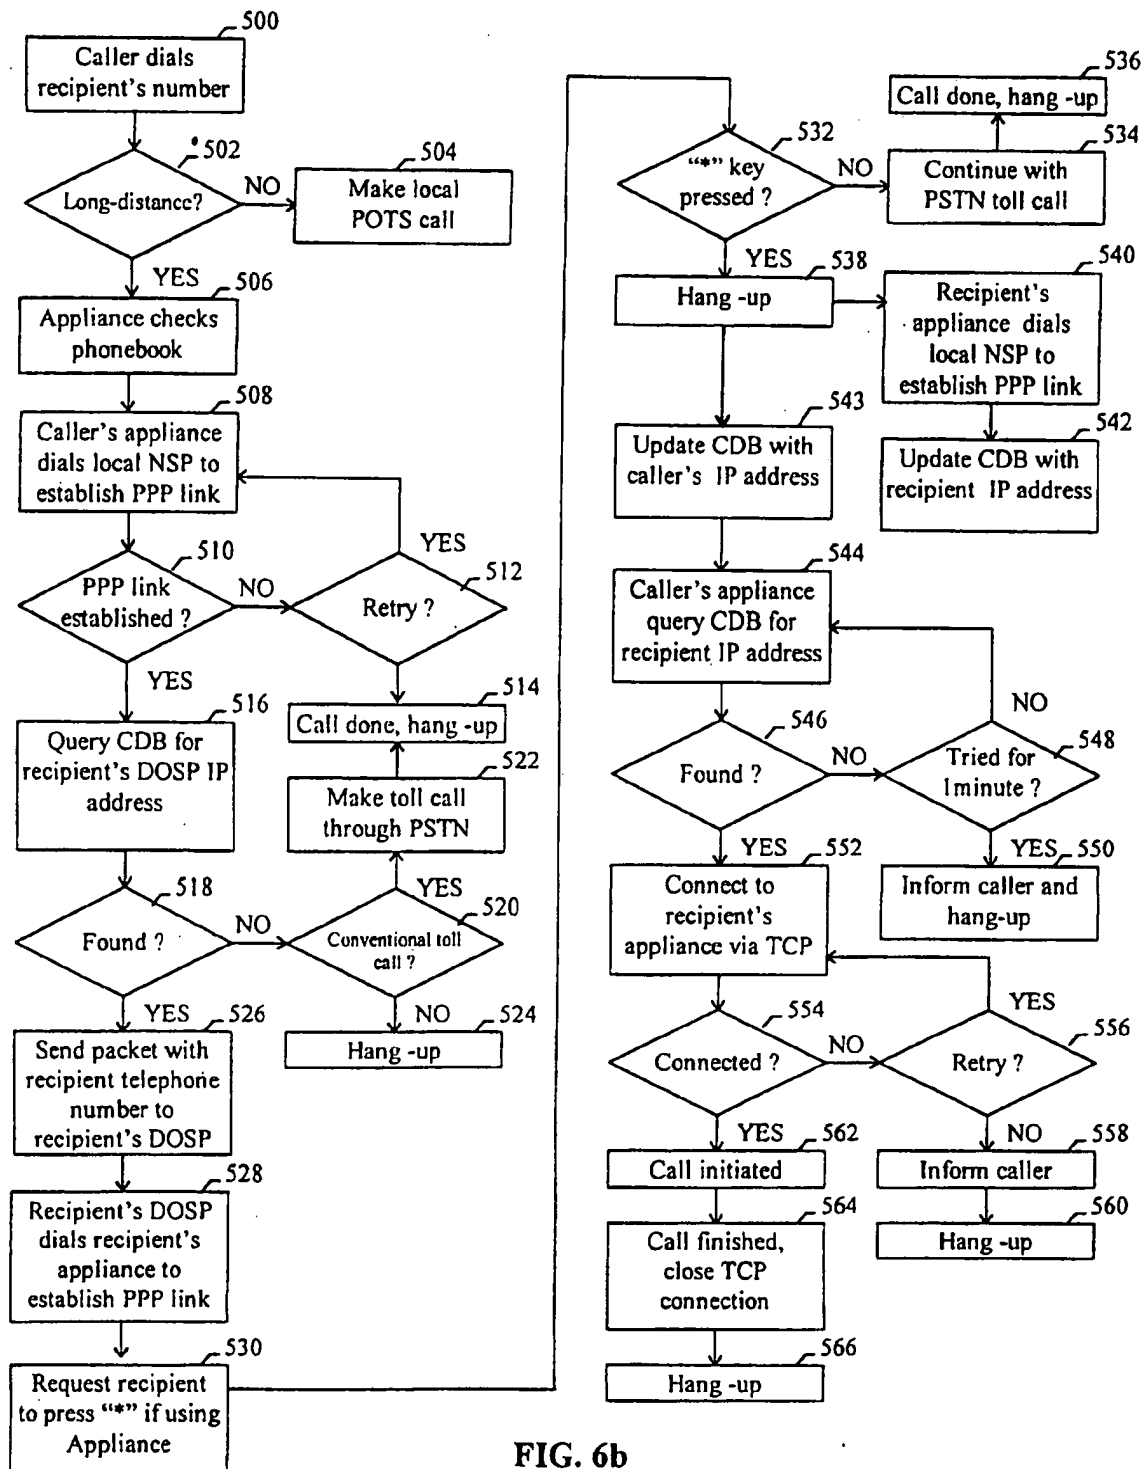 500
Caller dials
recipient's number
502
Long-distance?
NO
504
Make local
POTS call
YES
506
Appliance checks
phonebook
508
Caller's appliance
dials local NSP to
establish PPP link
510
PPP link
established ?
NO
YES
512
Retry ?
YES
514
Call done, hang -up
516
Query CDB for
recipient's DOSP IP
address
522
Make toll call
through PSTN
518
Found ?
NO
YES
520
Conventional toll
call ?
YES
NO
524
Hang -up
526
Send packet with
recipient telephone
number to
recipient's DOSP
528
Recipient's DOSP
dials recipient's
appliance to
establish PPP link
530
Request recipient
to press "*" if using
Appliance
532
"*" key
pressed ?
NO
534
Continue with
PSTN toll call
536
Call done, hang -up
YES
538
Hang -up
540
Recipient's
appliance dials
local NSP to
establish PPP link
542
Update CDB with
recipient IP address
543
Update CDB with
caller's IP address
544
Caller's appliance
query CDB for
recipient IP address
546
Found ?
NO
548
Tried for
1minute ?
NO
YES
550
Inform caller and
hang-up
YES
552
Connect to
recipient's
appliance via TCP
554
Connected ?
NO
556
Retry ?
YES
NO
558
Inform caller
560
Hang -up
YES
562
Call initiated
564
Call finished,
close TCP
connection
566
Hang -up
FIG. 6b